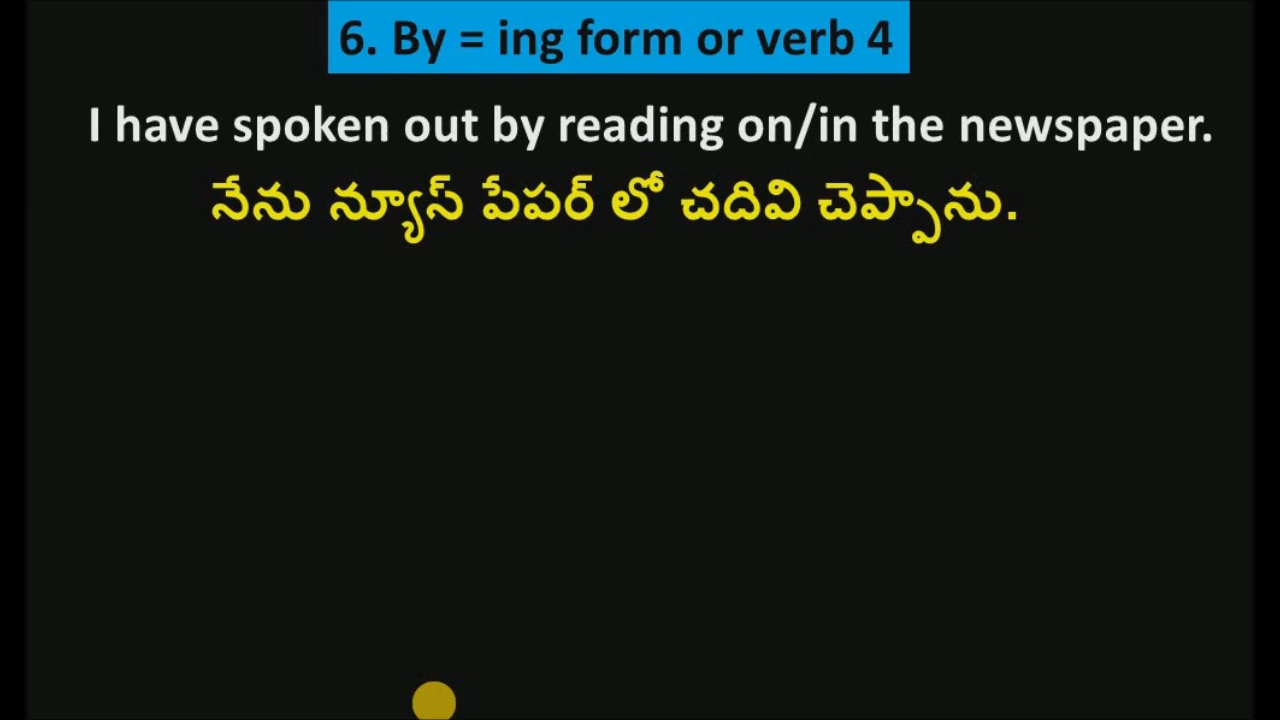 6. By = ing form or verb 4
I have spoken out by reading on/in the newspaper.
నేను న్యూస్ పేపర్ లో చదివి చెప్పాను.